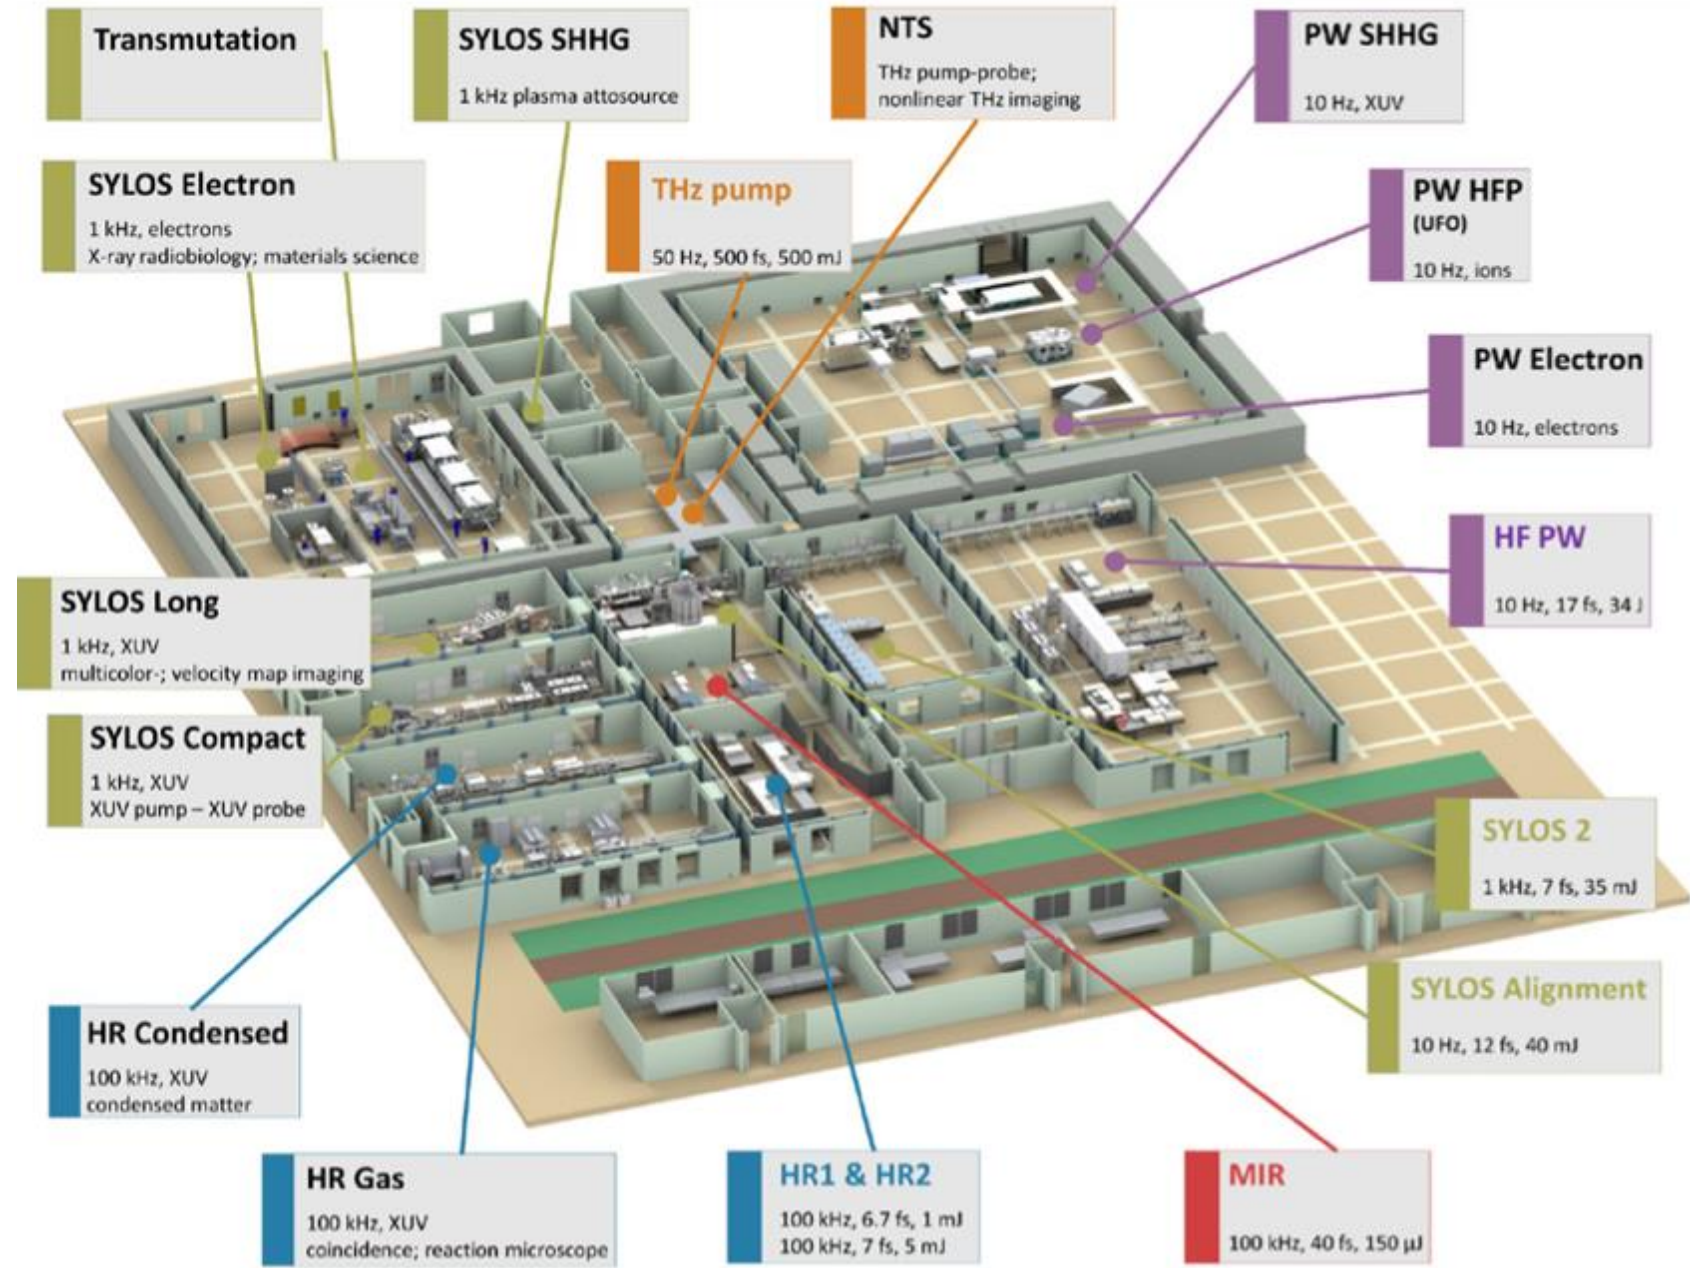 Transmutation
SYLOS SHHG
1 kHz plasma attosource
NTS
THz pump-probe;
nonlinear THz imaging
PW SHHG
10 Hz, XUV
SYLOS Electron
1 kHz, electrons
X-ray radiobiology; materials science
THz pump
50 Hz, 500 fs, 500 mJ
PW HFP
(UFO)
10 Hz, ions
PW Electron
10 Hz, electrons
HF PW
10 Hz, 17 fs, 34 J
SYLOS Long
1 kHz, XUV
multicolor-; velocity map imaging
SYLOS Compact
1 kHz, XUV
XUV pump – XUV probe
SYLOS 2
1 kHz, 7 fs, 35 mJ
SYLOS Alignment
10 Hz, 12 fs, 40 mJ
HR Condensed
100 kHz, XUV
condensed matter
HR Gas
100 kHz, XUV
coincidence; reaction microscope
HR1 & HR2
100 kHz, 6.7 fs, 1 mJ
100 kHz, 7 fs, 5 mJ
MIR
100 kHz, 40 fs, 150 µJ